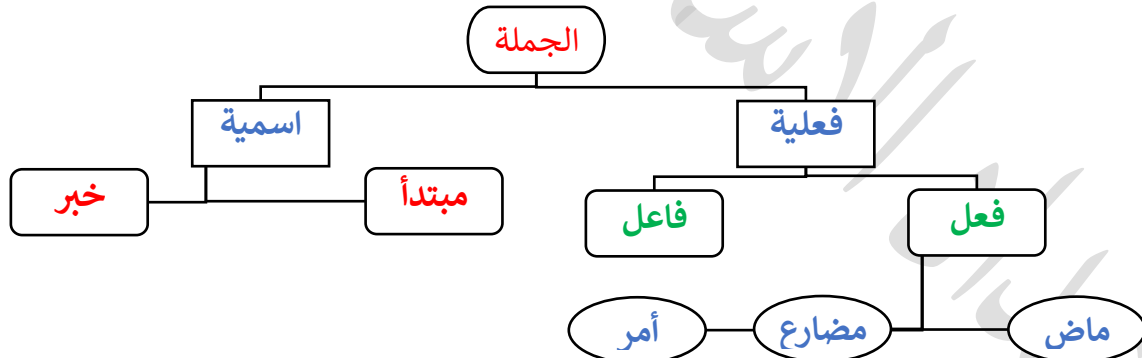 الجملة
فعلية
اسمية
فعل
فاعل
مبتدأ
خبر
ماض
مضارع
أمر